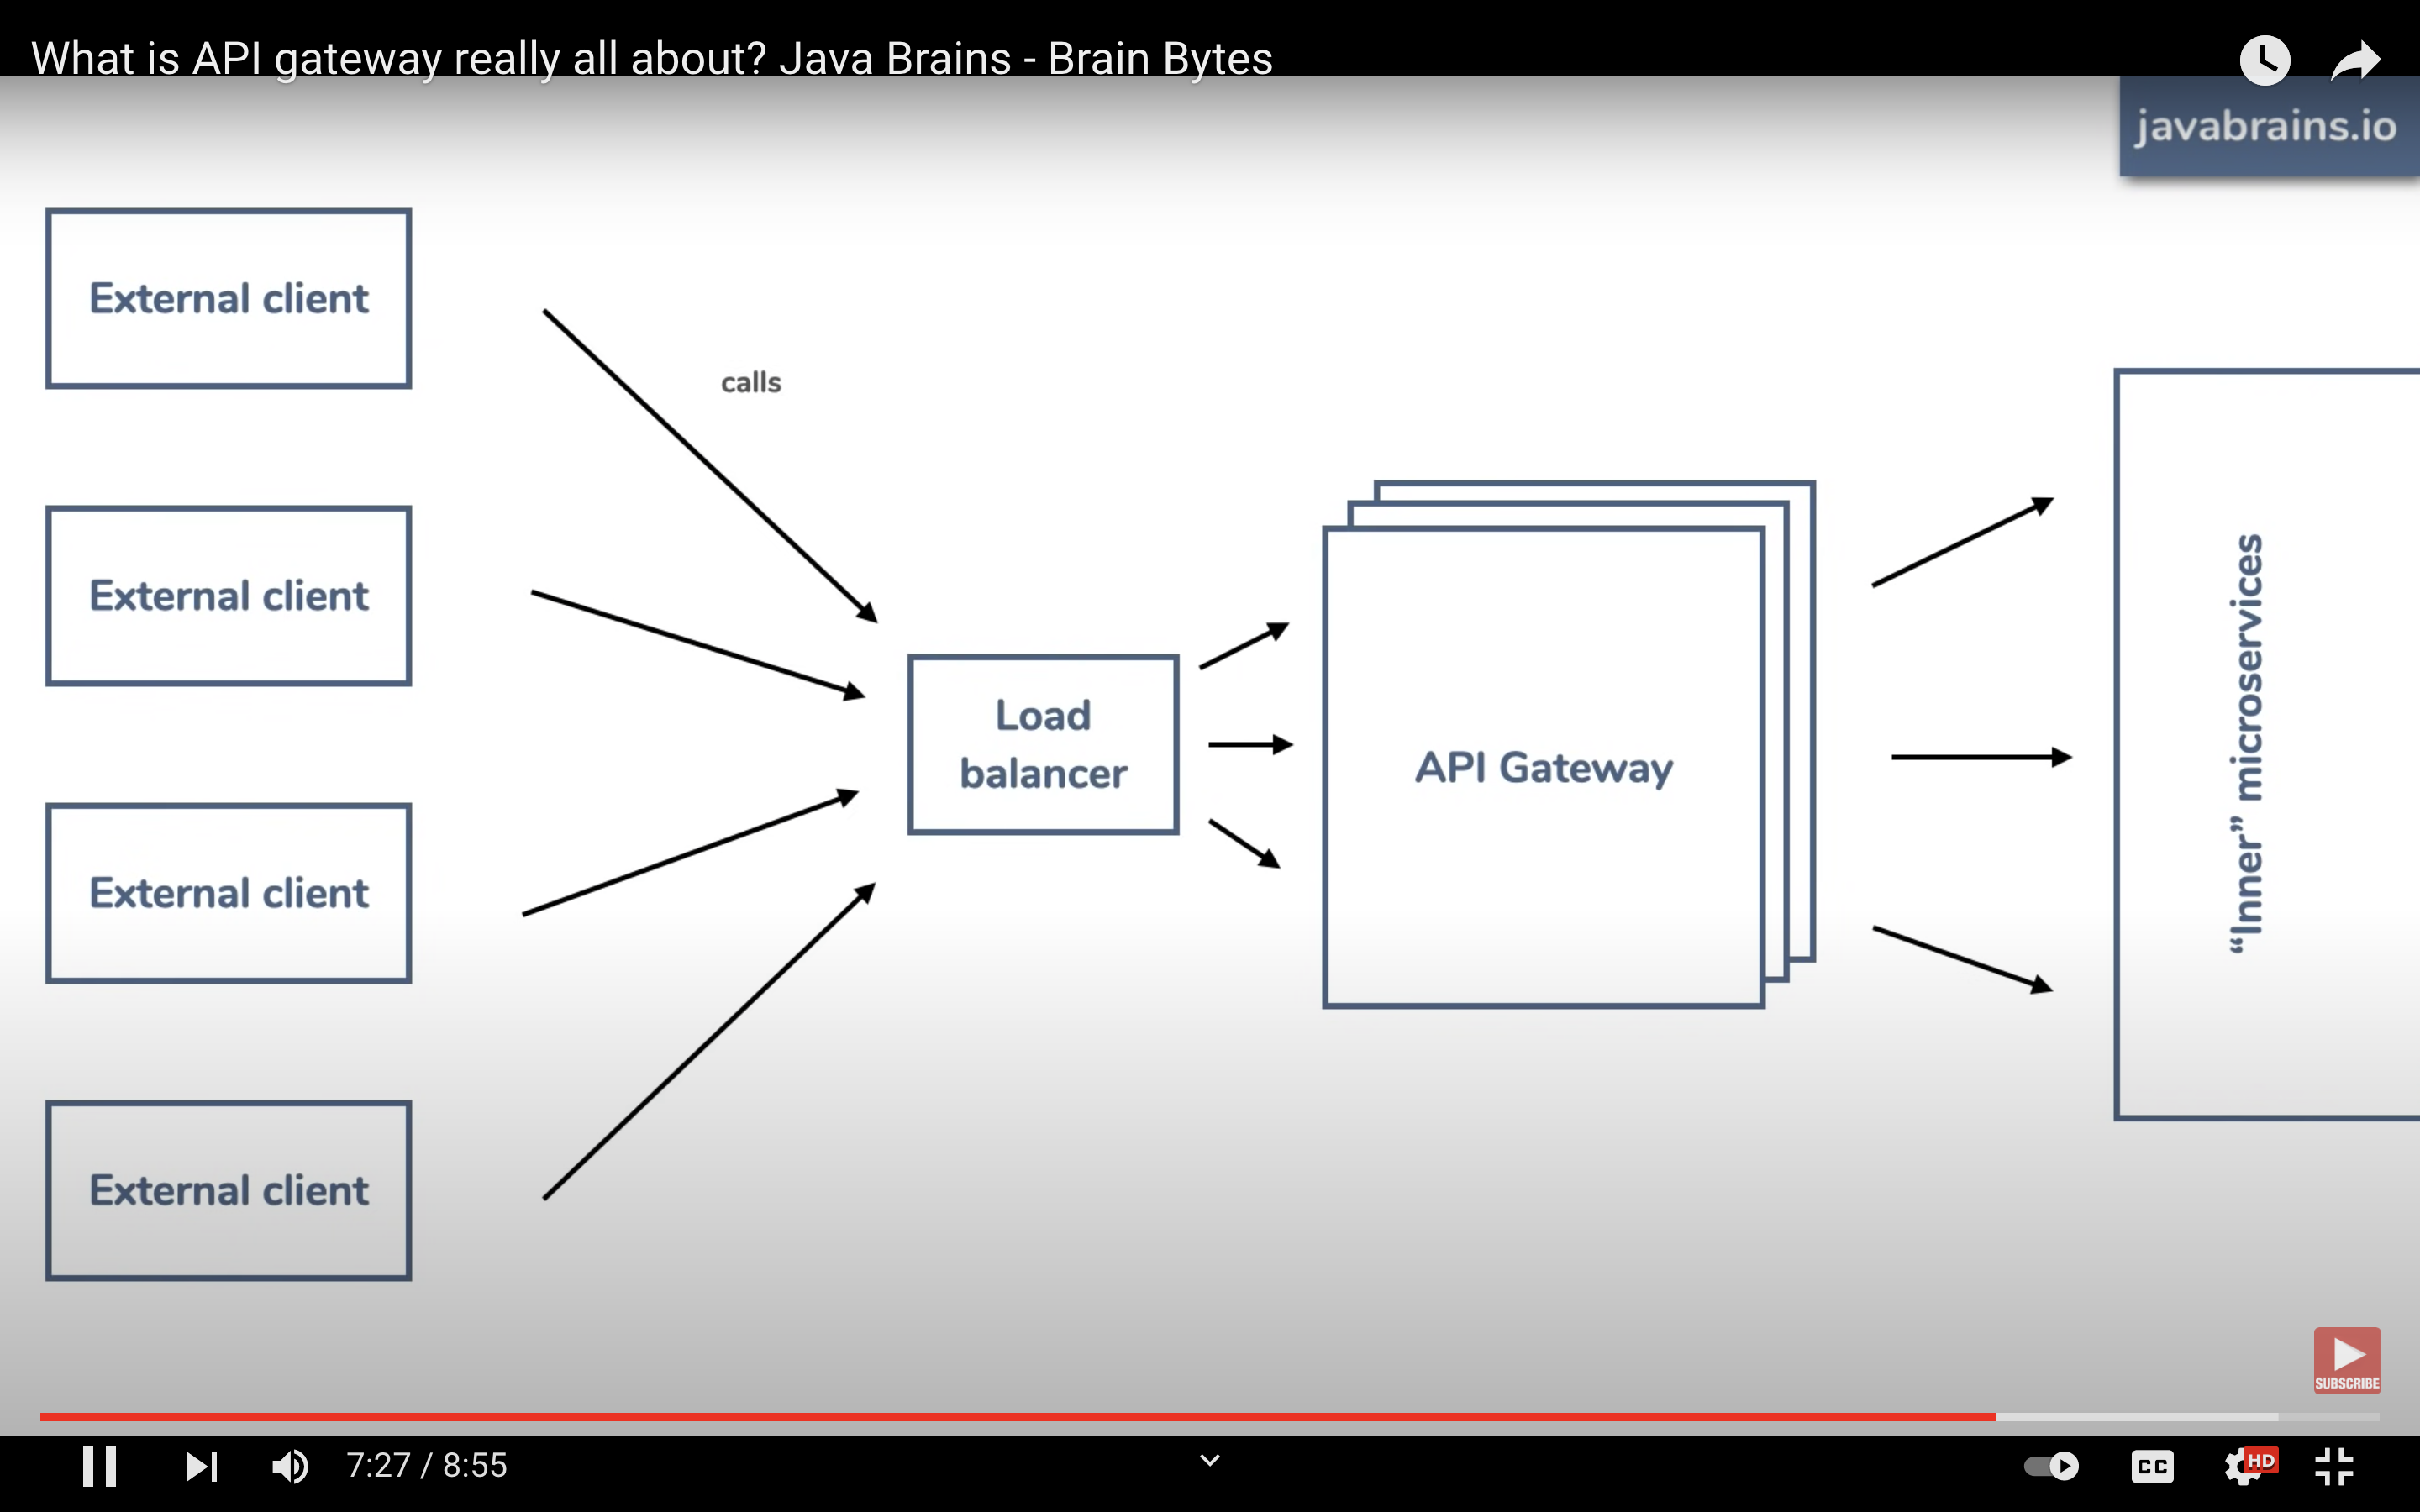 What is API gateway really all about? Java Brains - Brain Bytes
javabrains.io
External client
calls
External client
Load
balancer
API Gateway
“Inner” microservices
External client
External client
SUBSCRIBE
7:27 / 8:55
CC
HD